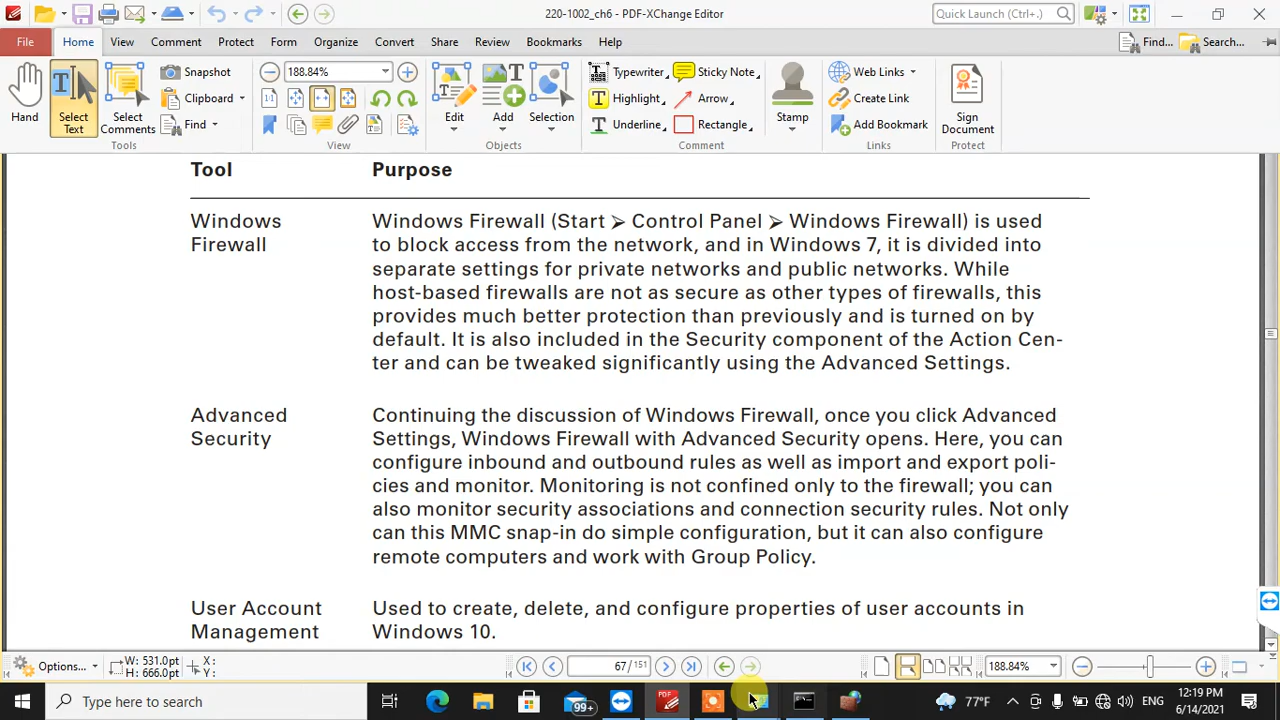 220-1002_ch6 - PDF-XChange Editor
Quick Launch (Ctrl+.)
File Home View Comment Protect Form Organize Convert Share Review Bookmarks Help
Find... Search...
Hand
Select Text
Select Comments
Snapshot
Clipboard
Find
Tools
188.84%
View
Edit
Add
Selection
Objects
Typewriter
Highlight
Underline
Sticky Note
Arrow
Rectangle
Stamp
Comment
Web Links
Create Link
Add Bookmark
Links
Sign Document
Protect
Tool Purpose
Windows Firewall
Windows Firewall (Start ➢ Control Panel ➢ Windows Firewall) is used
to block access from the network, and in Windows 7, it is divided into
separate settings for private networks and public networks. While
host-based firewalls are not as secure as other types of firewalls, this
provides much better protection than previously and is turned on by
default. It is also included in the Security component of the Action Cen-
ter and can be tweaked significantly using the Advanced Settings.
Advanced Security
Continuing the discussion of Windows Firewall, once you click Advanced
Settings, Windows Firewall with Advanced Security opens. Here, you can
configure inbound and outbound rules as well as import and export poli-
cies and monitor. Monitoring is not confined only to the firewall; you can
also monitor security associations and connection security rules. Not only
can this MMC snap-in do simple configuration, but it can also configure
remote computers and work with Group Policy.
User Account Management
Used to create, delete, and configure properties of user accounts in
Windows 10.
Options...
W: 531.0pt
H: 666.0pt
X:
Y:
67 / 151
188.84%
Type here to search
99+
PDF
77°F
ENG
12:19 PM
6/14/2021